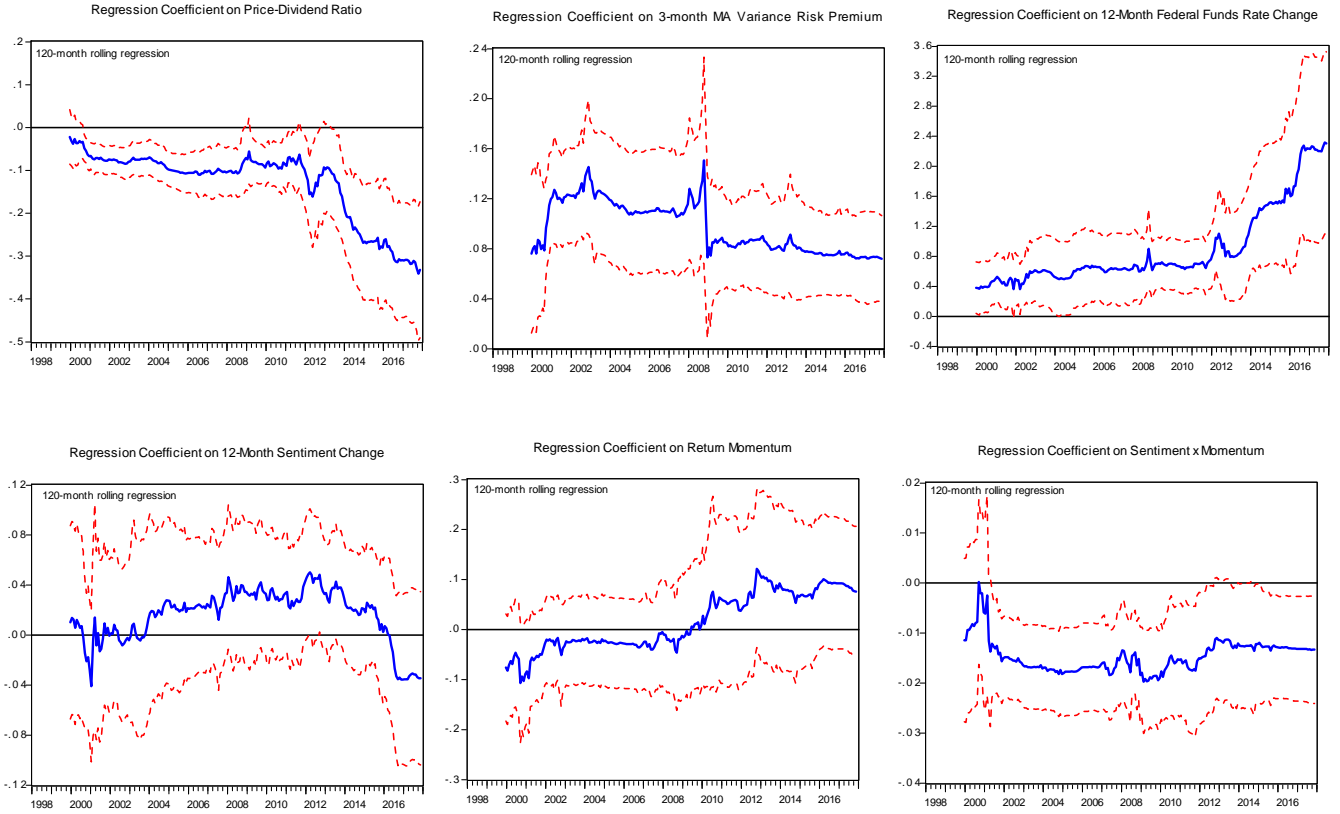 Regression Coefficient on Price-Dividend Ratio
.2
120-month rolling regression
.1
.0
-.1
-.2
-.3
-.4
-.5
1998 2000 2002 2004 2006 2008 2010 2012 2014 2016
Regression Coefficient on 3-month MA Variance Risk Premium
.24
120-month rolling regression
.20
.16
.12
.08
.04
.00
1998 2000 2002 2004 2006 2008 2010 2012 2014 2016
Regression Coefficient on 12-Month Federal Funds Rate Change
3.6
120-month rolling regression
3.2
2.8
2.4
2.0
1.6
1.2
0.8
0.4
0.0
-0.4
1998 2000 2002 2004 2006 2008 2010 2012 2014 2016
Regression Coefficient on 12-Month Sentiment Change
.12
120-month rolling regression
.08
.04
.00
-.04
-.08
-.12
1998 2000 2002 2004 2006 2008 2010 2012 2014 2016
Regression Coefficient on Return Momentum
.3
120-month rolling regression
.2
.1
.0
-.1
-.2
-.3
1998 2000 2002 2004 2006 2008 2010 2012 2014 2016
Regression Coefficient on Sentiment x Momentum
.02
120-month rolling regression
.01
.00
-.01
-.02
-.03
-.04
1998 2000 2002 2004 2006 2008 2010 2012 2014 2016